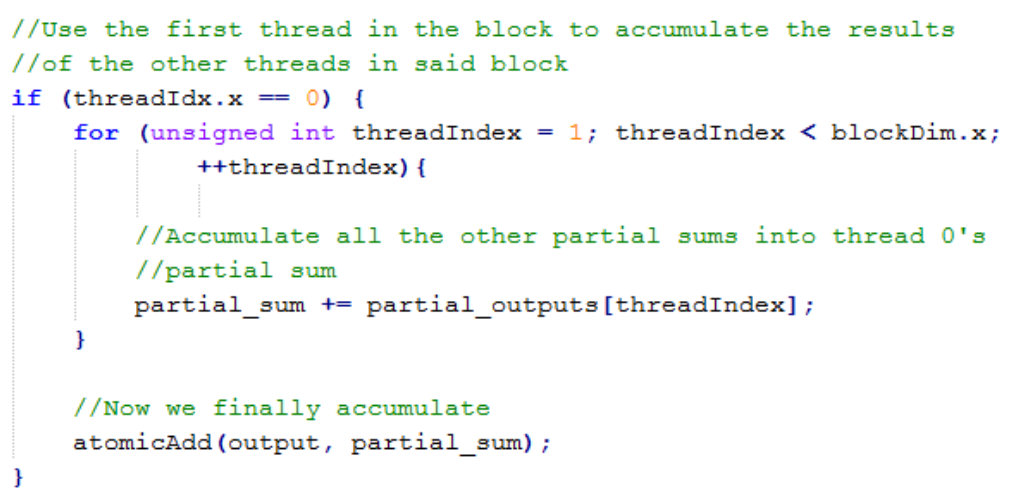 //Use the first thread in the block to accumulate the results
//of the other threads in said block
if (threadIdx.x == 0) {
for (unsigned int threadIndex = 1; threadIndex < blockDim.x;
++threadIndex){
//Accumulate all the other partial sums into thread 0's
//partial sum
partial_sum += partial_outputs[threadIndex];
}
//Now we finally accumulate
atomicAdd(output, partial_sum);
}